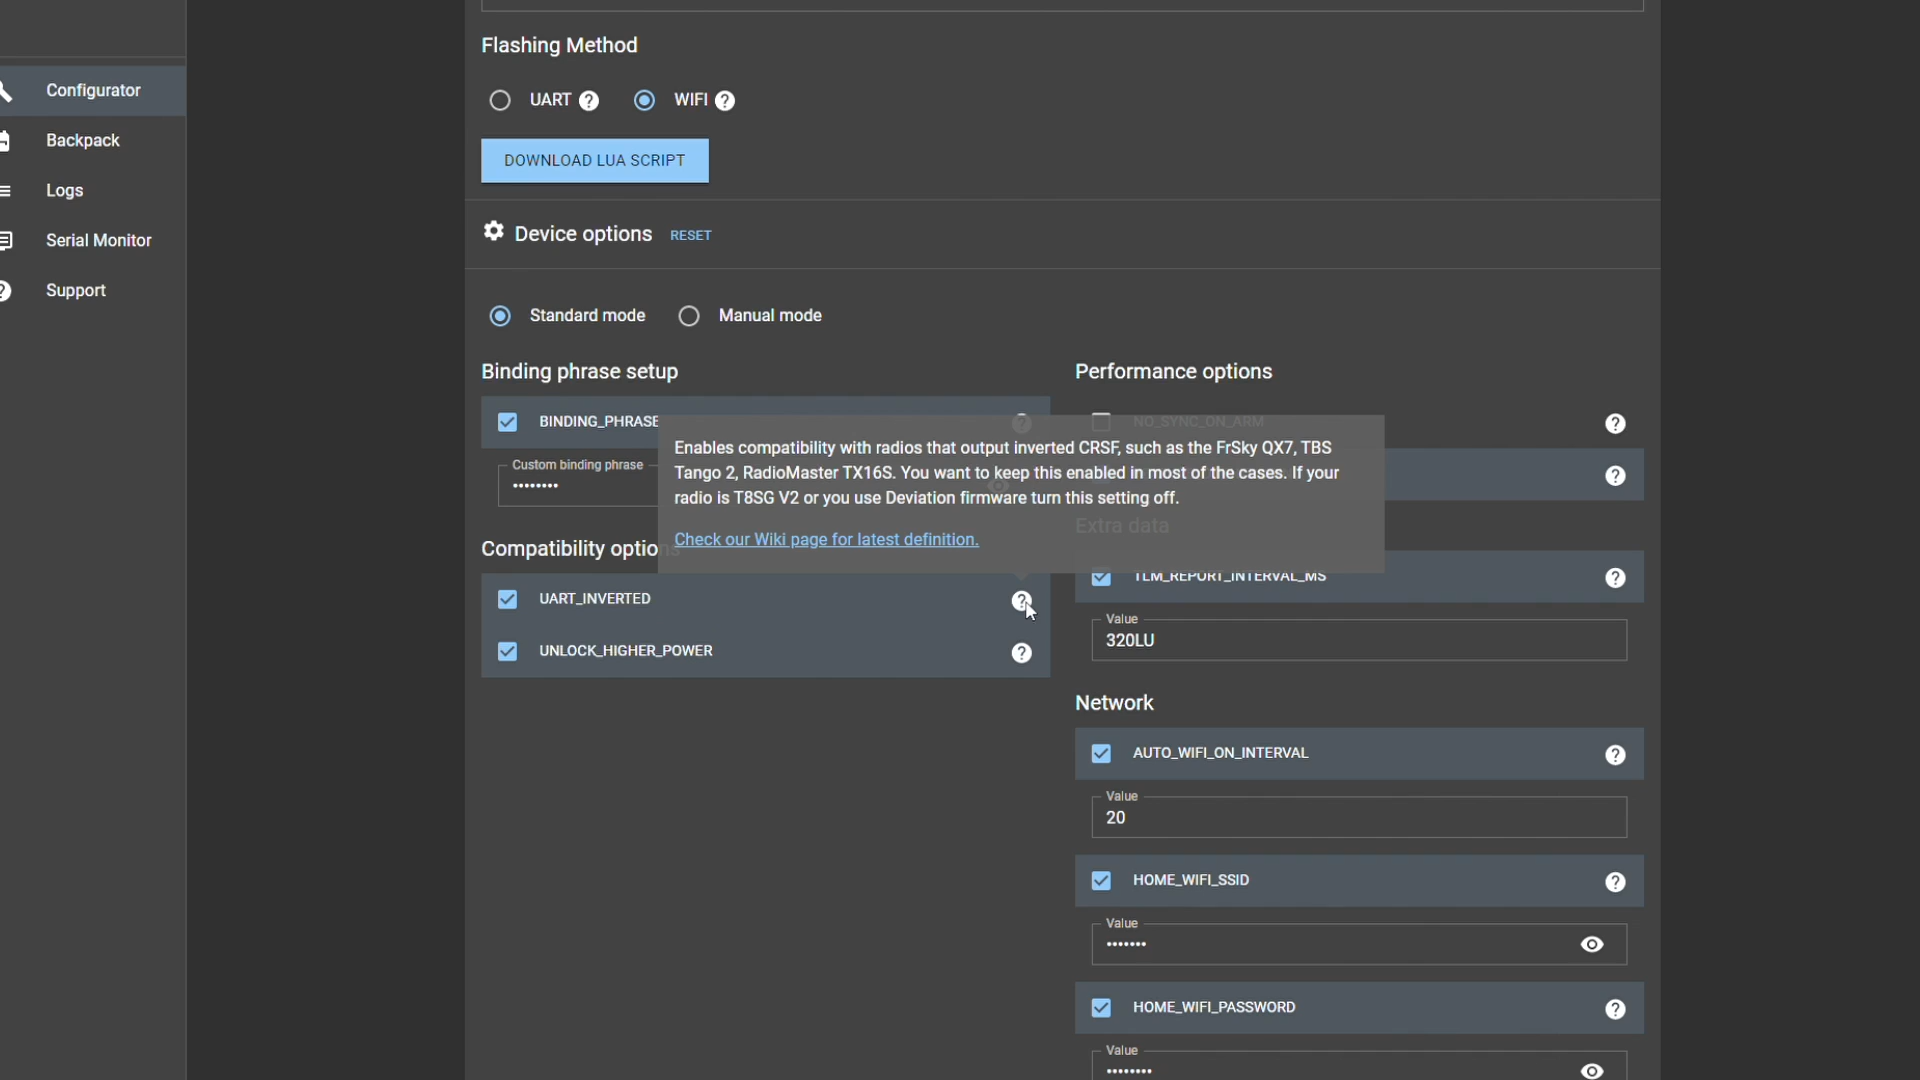 Configurator
Backpack
Logs
Serial Monitor
Support
Flashing Method
UART
WIFI
DOWNLOAD LUA SCRIPT
Device options RESET
Standard mode
Manual mode
Binding phrase setup
BINDING_PHRASE
Custom binding phrase
••••••••
Enables compatibility with radios that output inverted CRSF, such as the FrSky QX7, TBS
Tango 2, RadioMaster TX16S. You want to keep this enabled in most of the cases. If your
radio is T8SG V2 or you use Deviation firmware turn this setting off.
Check our Wiki page for latest definition.
Compatibility optio
UART_INVERTED
UNLOCK_HIGHER_POWER
Performance options
NO_SYNC_ON_ARM
Extra data
TLM_REPORT_INTERVAL_MS
Value
320LU
Network
AUTO_WIFI_ON_INTERVAL
Value
20
HOME_WIFI_SSID
Value
•••••••
HOME_WIFI_PASSWORD
Value
••••••••